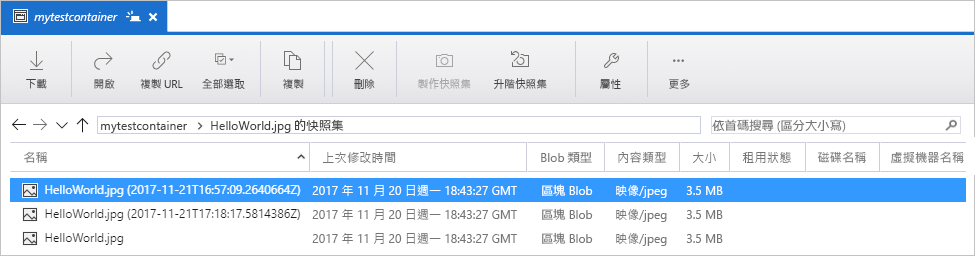 mytestcontainer
下載 開啟 複製 URL 全部選取 複製 刪除 製作快照集 升階快照集 屬性 更多
mytestcontainer HelloWorld.jpg 的快照集 依首碼搜尋 (區分大小寫)
名稱 上次修改時間 Blob 類型 內容類型 大小 租用狀態 磁碟名稱 虛擬機器名稱
HelloWorld.jpg (2017-11-21T16:57:09.2640664Z) 2017 年 11 月 20 日週一 18:43:27 GMT 區塊 Blob 映像/jpeg 3.5 MB
HelloWorld.jpg (2017-11-21T17:18:17.5814386Z) 2017 年 11 月 20 日週一 18:43:27 GMT 區塊 Blob 映像/jpeg 3.5 MB
HelloWorld.jpg 2017 年 11 月 20 日週一 18:43:27 GMT 區塊 Blob 映像/jpeg 3.5 MB